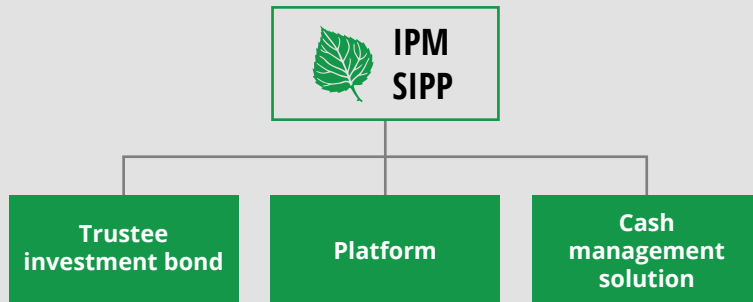 IPM
SIPP
Trustee
investment bond
Platform
Cash
management
solution